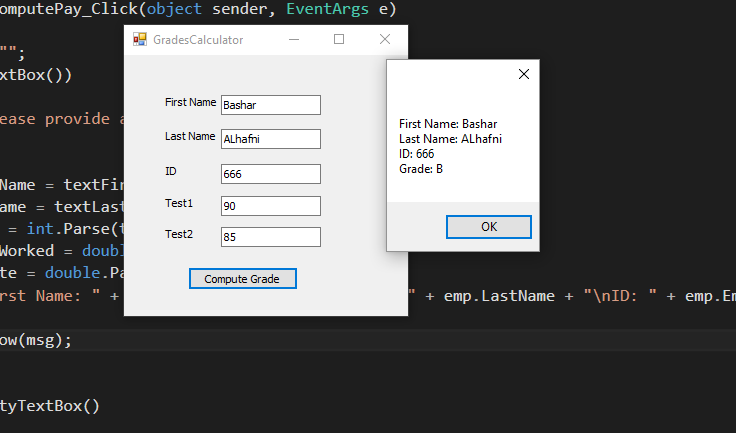 omputePay_Click(object sender, EventArgs e)
GradesCalculator
"";
xtBox())
ease provide a
First Name Bashar
Last Name ALhafni
ID 666
Test1 90
Test2 85
Compute Grade
First Name: Bashar
Last Name: ALhafni
ID: 666
Grade: B
OK
Name = textFir
ame = textLast
= int.Parse(t
Worked = doubl
te = double.Pa
rst Name: " + " + emp.LastName + "\nID: " + emp.Em
ow(msg);
tyTextBox()